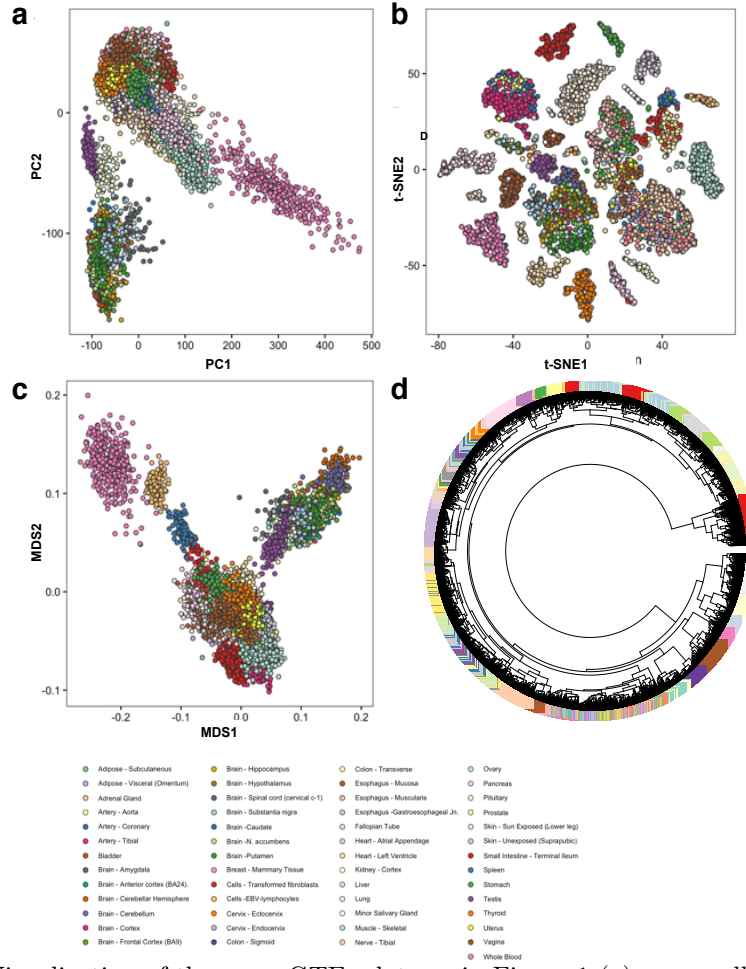 a
b
0
-100
PC2
-100
0
100
200
300
400
500
PC1
50
0
-50
D
t-SNE2
-80
-40
0
40
t-SNE1
n
c
d
0.2
0.1
0.0
-0.1
MDS2
-0.2
-0.1
0.0
0.1
0.2
MDS1
Adipose - Subcutaneous
Adipose - Visceral (Omentum)
Adrenal Gland
Artery - Aorta
Artery - Coronary
Artery - Tibial
Bladder
Brain - Amygdala
Brain - Anterior cortex (BA24).
Brain - Cerebellar Hemisphere
Brain - Cerebellum
Brain - Cortex
Brain - Frontal Cortex (BA9)
Brain - Hippocampus
Brain - Hypothalamus
Brain - Spinal cord (cervical c-1)
Brain - Substantia nigra
Brain -Caudate
Brain -N. accumbens
Brain -Putamen
Breast - Mammary Tissue
Cells - Transformed fibroblasts
Cells -EBV-lymphocytes
Cervix - Ectocervix
Cervix - Endocervix
Colon - Sigmoid
Colon - Transverse
Esophagus - Mucosa
Esophagus - Muscularis
Esophagus -Gastroesophageal Jn.
Fallopian Tube
Heart - Atrial Appendage
Heart - Left Ventricle
Kidney - Cortex
Liver
Lung
Minor Salivary Gland
Muscle - Skeletal
Nerve - Tibial
Ovary
Pancreas
Pituitary
Prostate
Skin - Sun Exposed (Lower leg)
Skin - Unexposed (Suprapubic)
Small Intestine - Terminal Ileum
Spleen
Stomach
Testis
Thyroid
Uterus
Vagina
Whole Blood